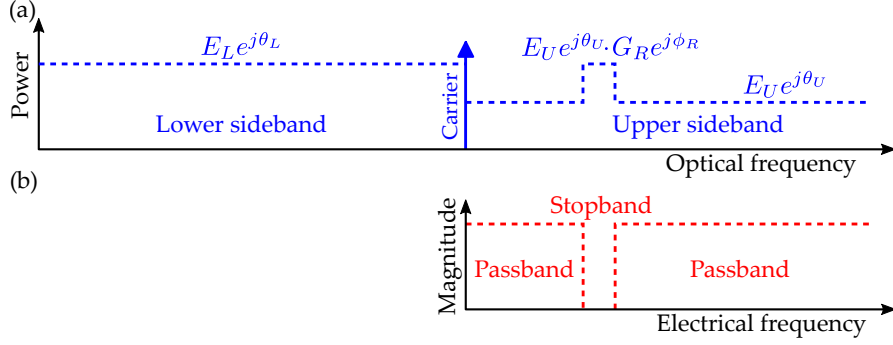 (a)
Power
E_L e^{jθ_L}
E_U e^{jθ_U}·G_R e^{jϕ_R}
E_U e^{jθ_U}
Lower sideband
Carrier
Upper sideband
Optical frequency
(b)
Magnitude
Stopband
Passband
Passband
Electrical frequency